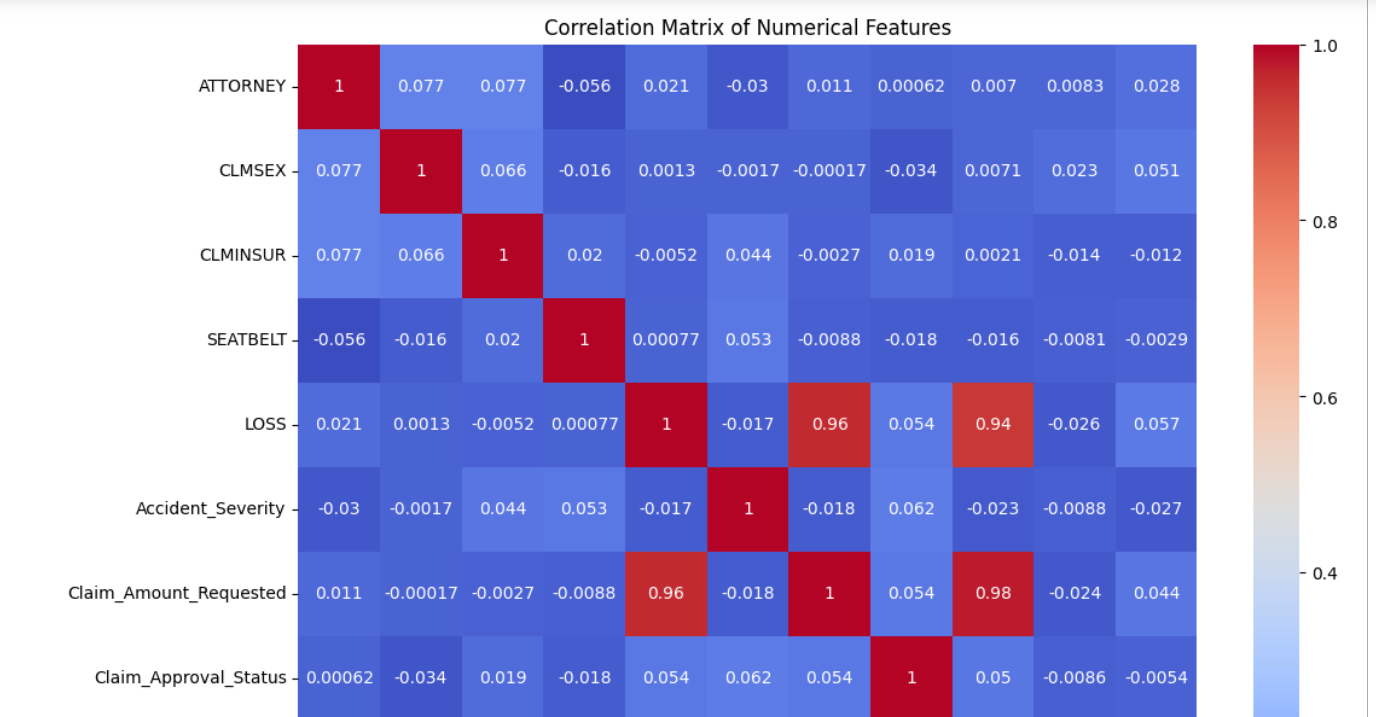 Correlation Matrix of Numerical Features
ATTORNEY 1 0.077 0.077 -0.056 0.021 -0.03 0.011 0.00062 0.007 0.0083 0.028
CLMSEX 0.077 1 0.066 -0.016 0.0013 -0.0017 -0.00017 -0.034 0.0071 0.023 0.051
CLMINSUR 0.077 0.066 1 0.02 -0.0052 0.044 -0.0027 0.019 0.0021 -0.014 -0.012
SEATBELT -0.056 -0.016 0.02 1 0.00077 0.053 -0.0088 -0.018 -0.016 -0.0081 -0.0029
LOSS 0.021 0.0013 -0.0052 0.00077 1 -0.017 0.96 0.054 0.94 -0.026 0.057
Accident_Severity -0.03 -0.0017 0.044 0.053 -0.017 1 -0.018 0.062 -0.023 -0.0088 -0.027
Claim_Amount_Requested 0.011 -0.00017 -0.0027 -0.0088 0.96 -0.018 1 0.054 0.98 -0.024 0.044
Claim_Approval_Status 0.00062 -0.034 0.019 -0.018 0.054 0.062 0.054 1 0.05 -0.0086 -0.0054
1.0
0.8
0.6
0.4